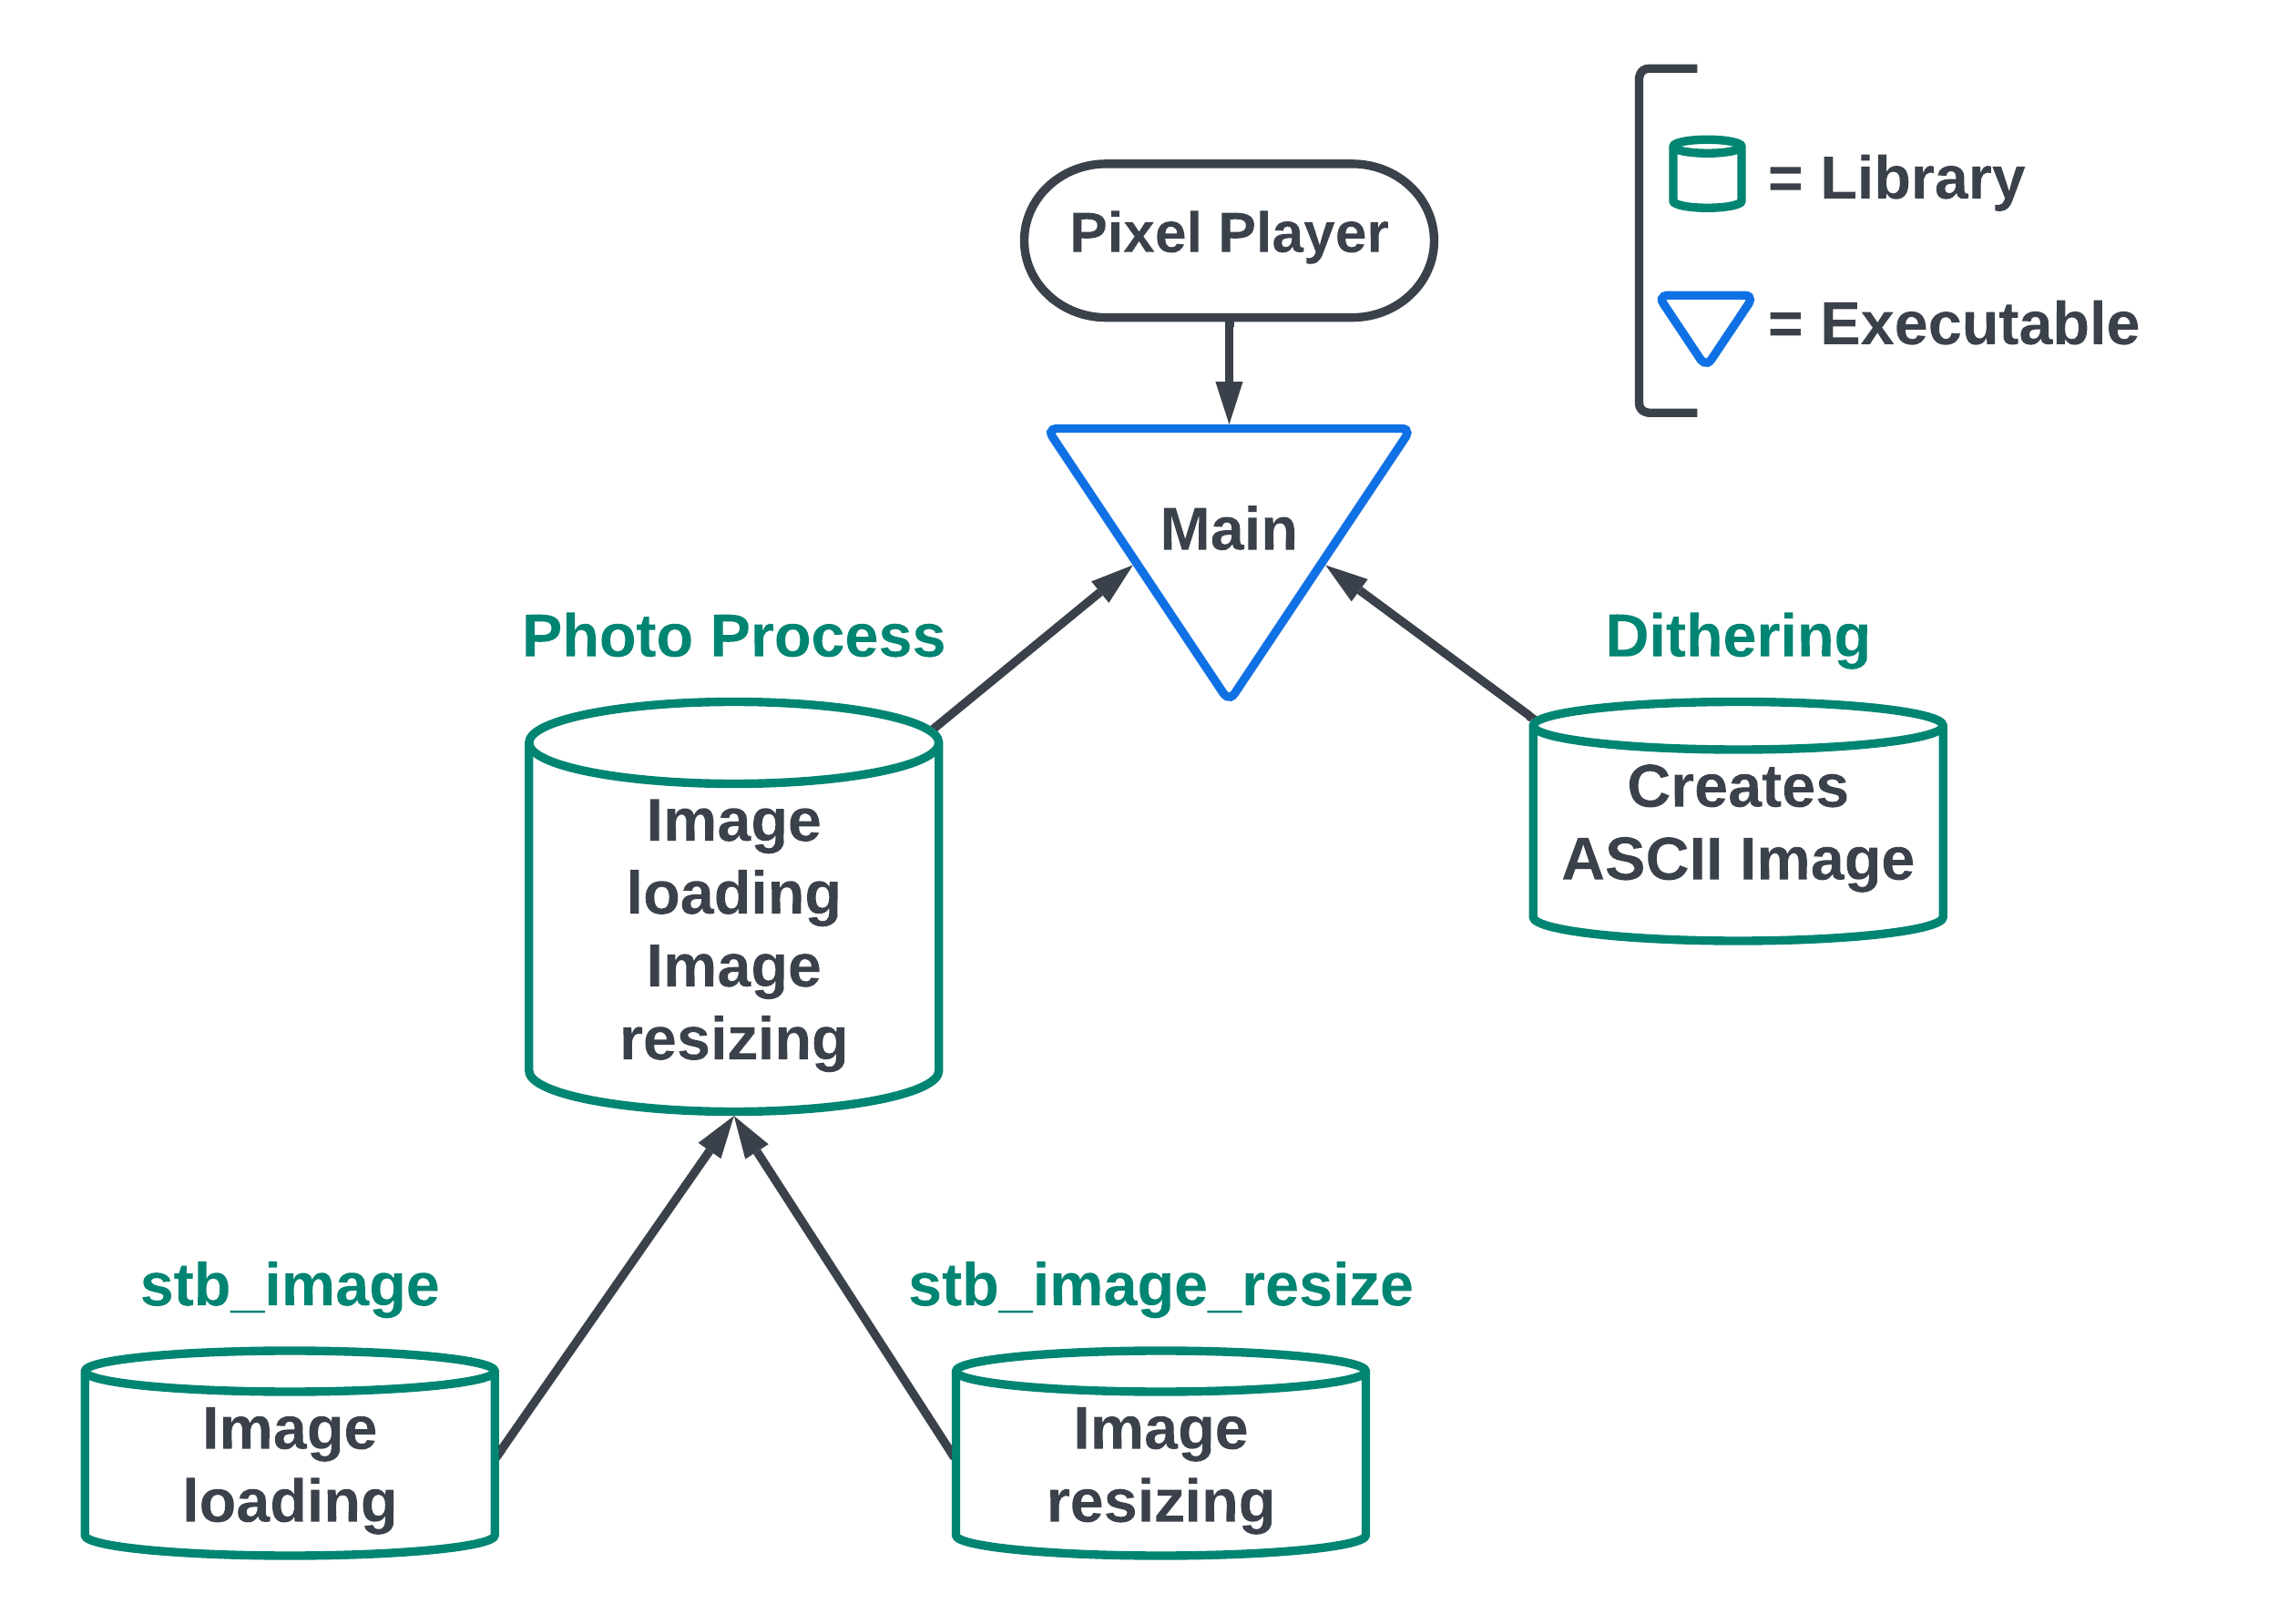 Pixel Player
= Library
= Executable
Main
Photo Process
Image
loading
Image
resizing
Dithering
Creates
ASCII Image
stb_image
Image
loading
stb_image_resize
Image
resizing